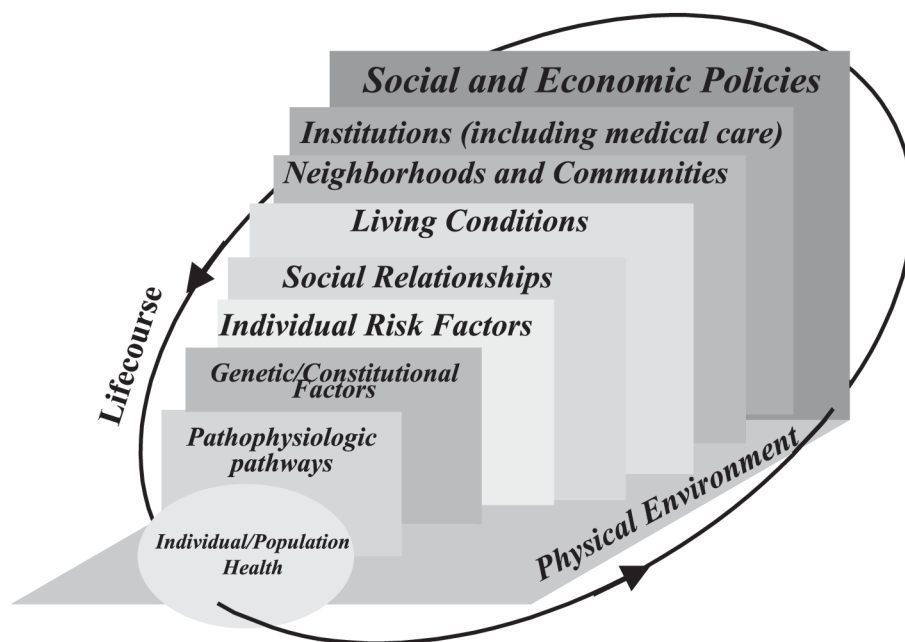 Social and Economic Policies
Institutions (including medical care)
Neighborhoods and Communities
Living Conditions
Social Relationships
Individual Risk Factors
Genetic/Constitutional
Factors
Pathophysiologic
pathways
Individual/Population
Health
Lifecourse
Physical Environment